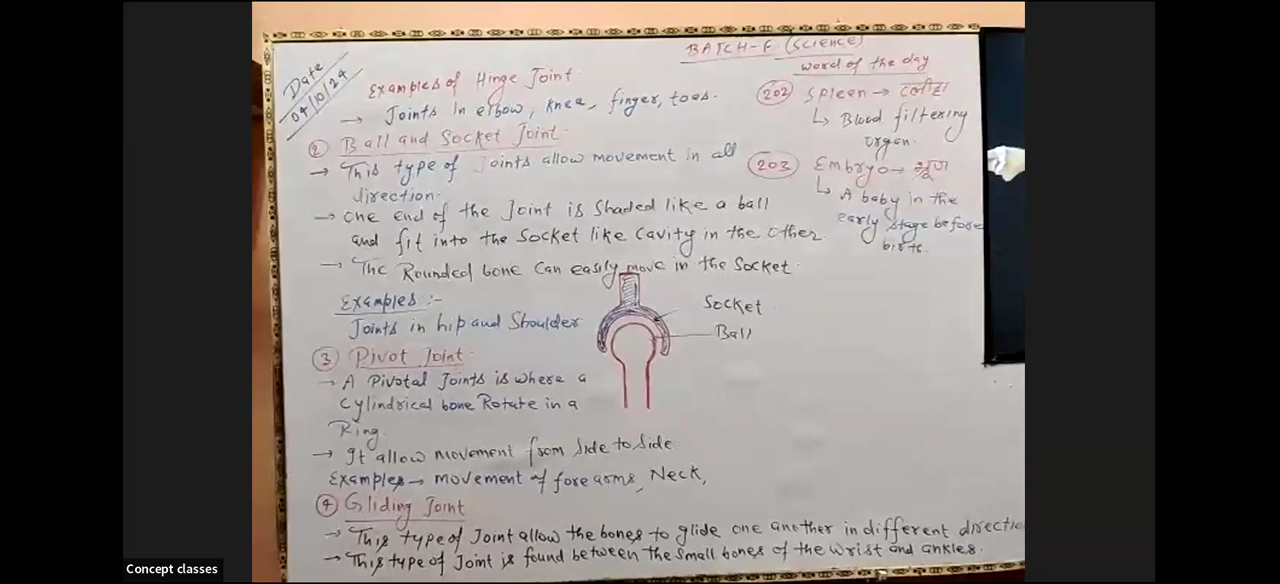 Date
04/10/24
BATCH-F (SCIENCE)
word of the day
202 Spleen → प्लीहा
↳ Blood filtering
organ.
203 Embryo → भ्रूण
↳ A baby in the
early stage before
birth.
Examples of Hinge Joint
→ Joints in elbow, knee, finger, toes.
② Ball and Socket Joint
→ This type of Joints allow movement in all
direction.
→ One end of the Joint is Shaded like a ball
and fit into the Socket like Cavity in the other
→ The Rounded bone can easily move in the Socket.
Examples :-
Joints in hip and Shoulder
Socket
Ball
③ Pivot Joint
→ A Pivotal Joints is where a
Cylindrical bone Rotate in a
Ring
→ It allow movement from Side to Side
Examples → movement of fore arms, Neck,
④ Gliding Joint
→ This type of Joint allow the bones to glide one another in different directio
→ This type of Joint is found between the Small bones of the wrist and ankles.
Concept classes